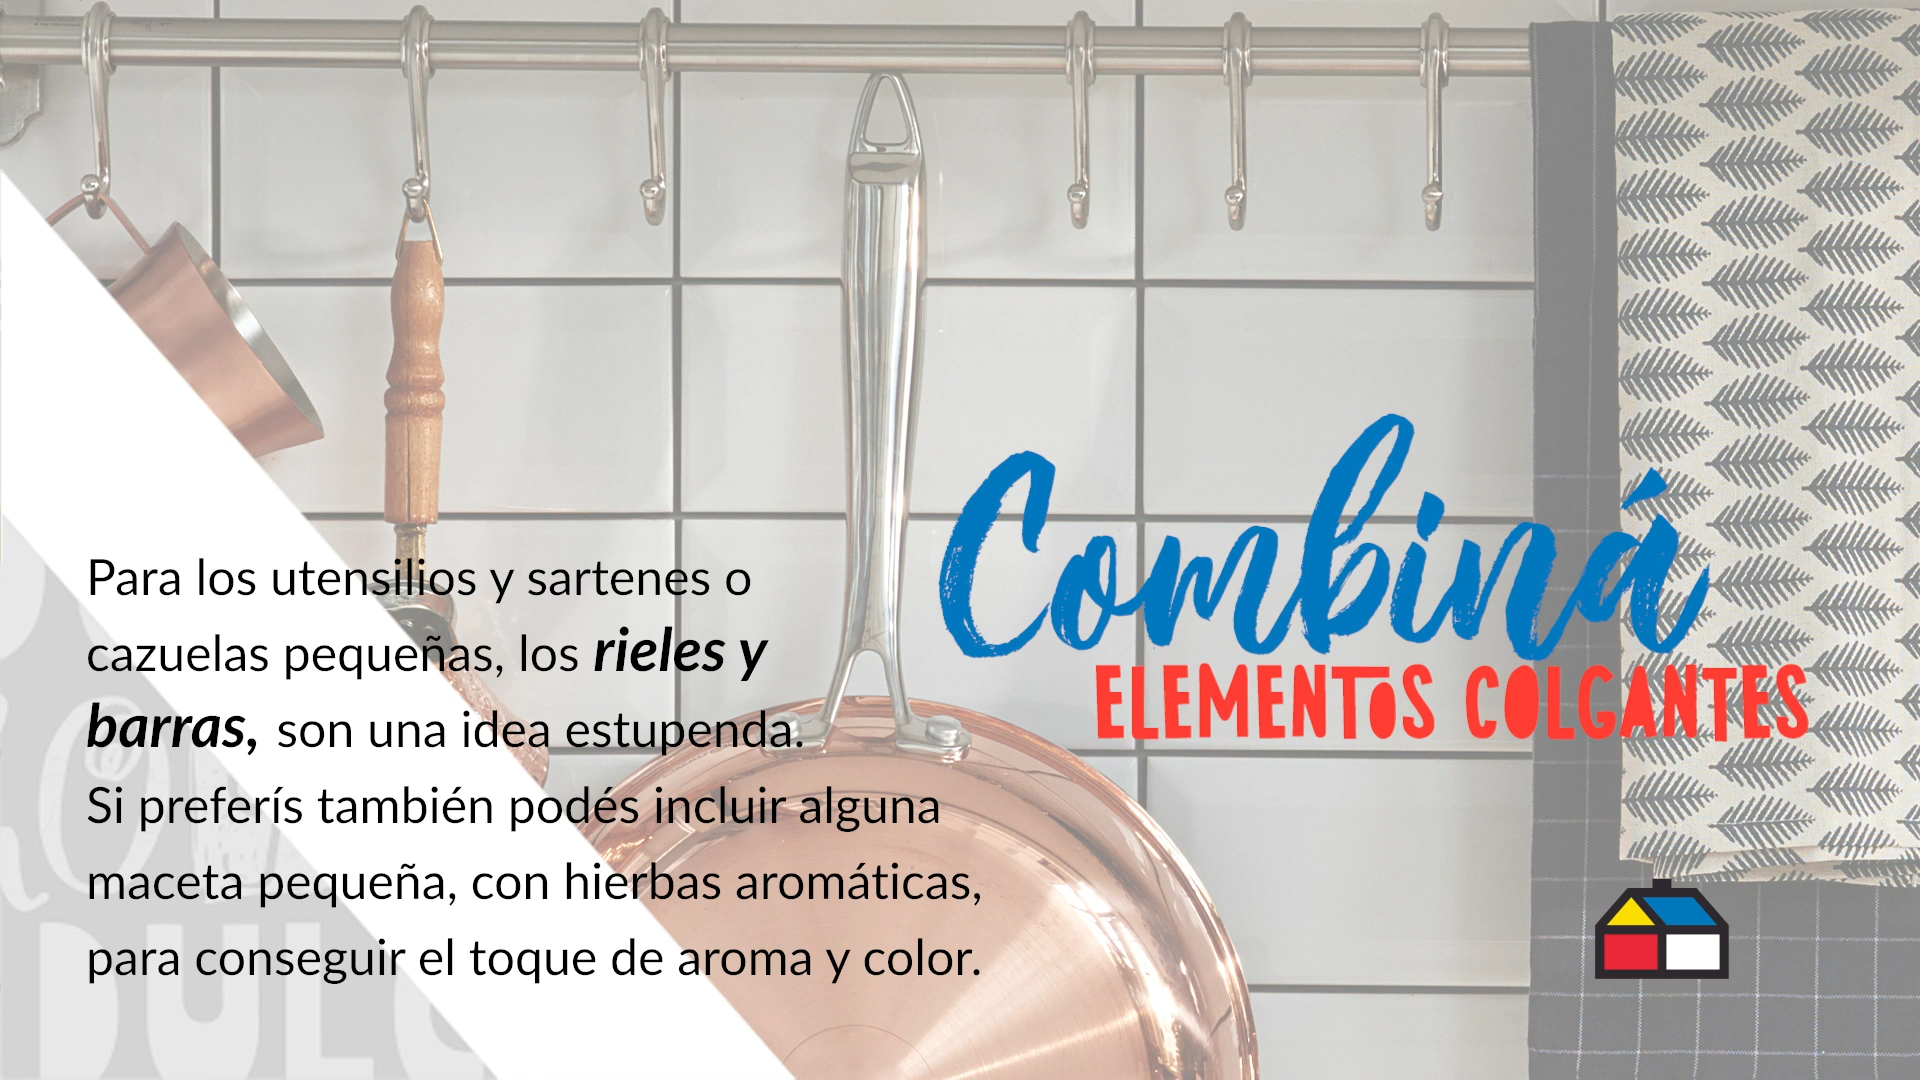 Combiná
ELEMENTOS COLGANTES
Para los utensilios y sartenes o
cazuelas pequeñas, los rieles y
barras, son una idea estupenda.
Si preferís también podés incluir alguna
maceta pequeña, con hierbas aromáticas,
para conseguir el toque de aroma y color.